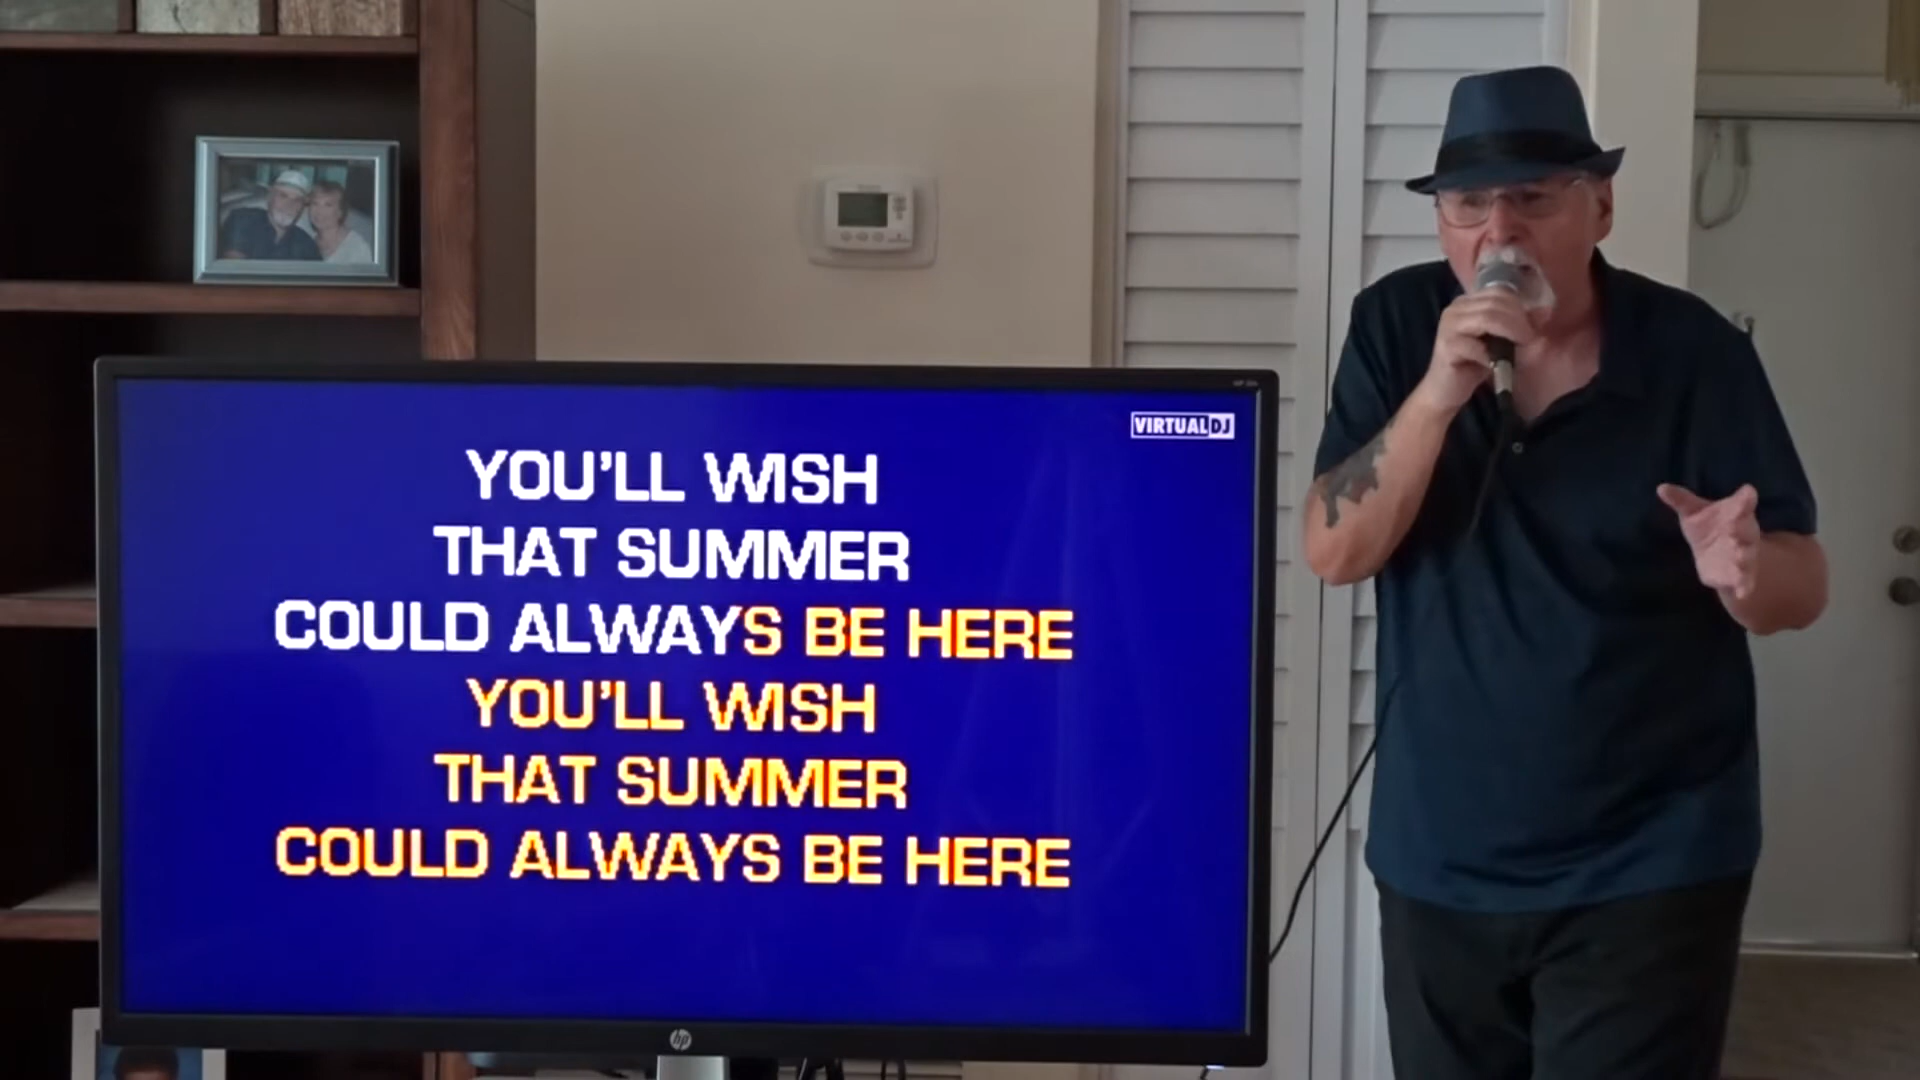 VIRTUALDJ
YOU'LL WISH
THAT SUMMER
COULD ALWAYS BE HERE
YOU'LL WISH
THAT SUMMER
COULD ALWAYS BE HERE
hp